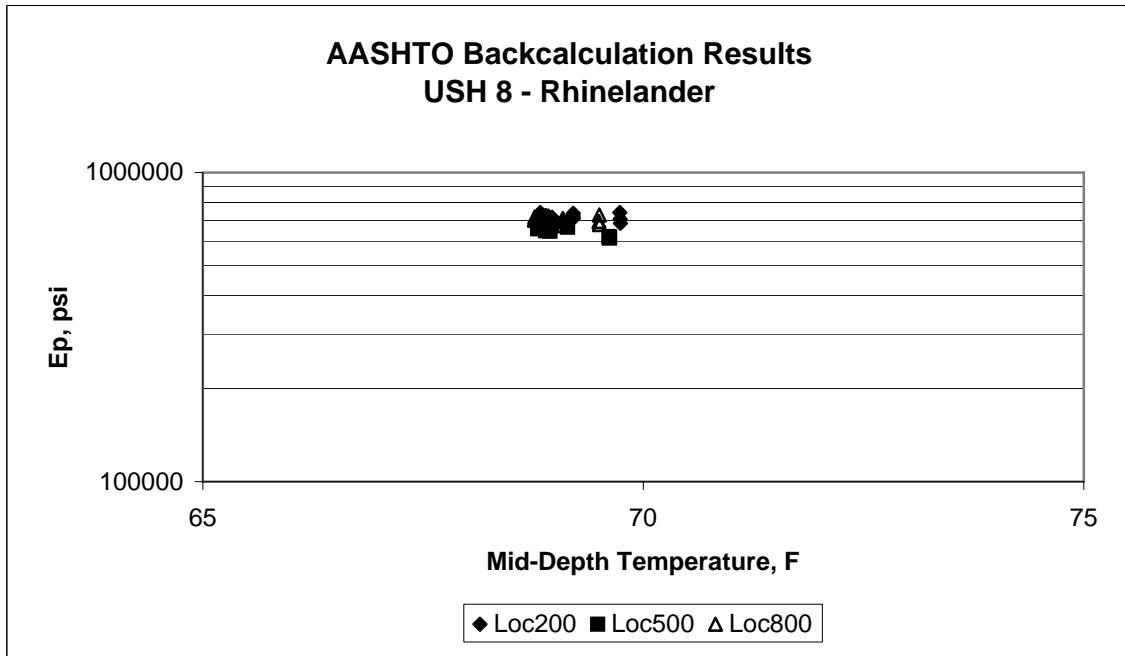 AASHTO Backcalculation Results
USH 8 - Rhinelander
1000000
Ep, psi
100000
65
70
75
Mid-Depth Temperature, F
Loc200 Loc500 Loc800